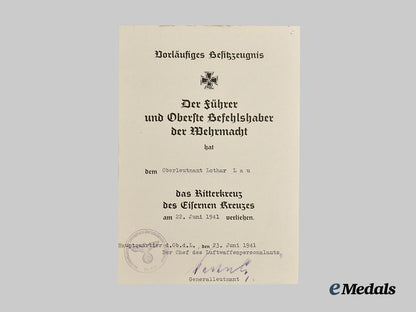 Vorläufiges Besitzzeugnis
Der Führer
und Oberste Befehlshaber
der Wehrmacht
hat
dem Oberleutnant Lothar Lau
das Ritterkreuz
des Eisernen Kreuzes
am 22. Juni 1941 verliehen.
Hauptquartier d.Ob.d.L., den 23. Juni 1941
Der Chef des Luftwaffenpersonalamts
Generalleutnant
eMedals